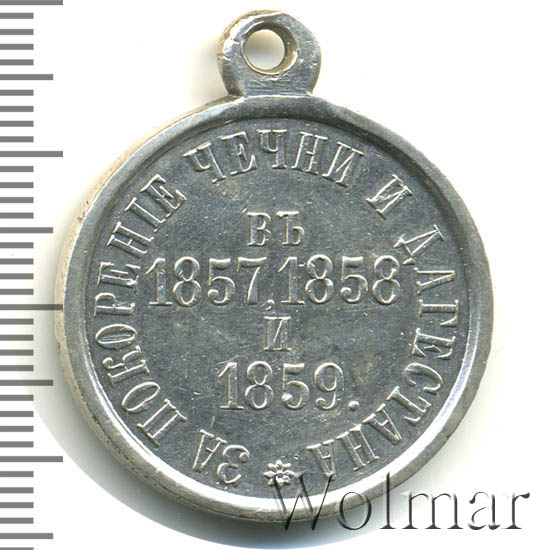 ЗА ПОКОРЕНІЕ ЧЕЧНИ И ДАГЕСТАНА
ВЪ
1857, 1858
И
1859.
Wolmar